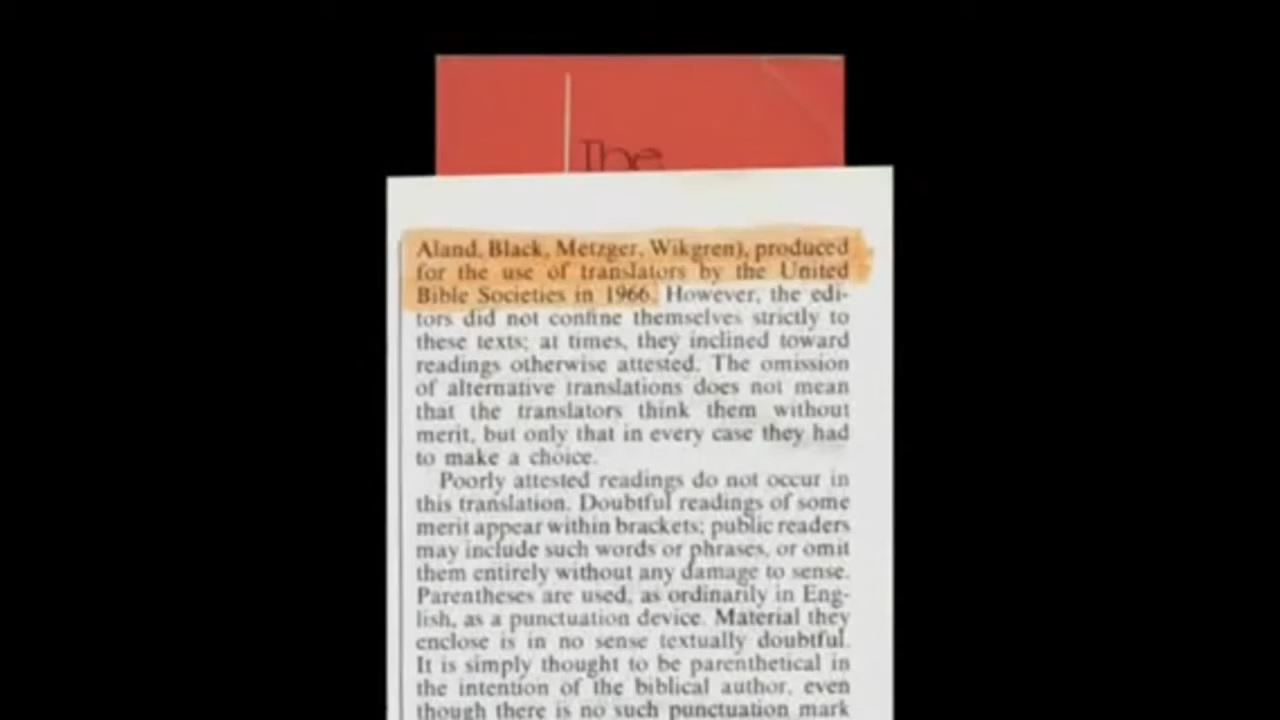 The
Aland, Black, Metzger, Wikgren), produced
for the use of translators by the United
Bible Societies in 1966. However, the edi-
tors did not confine themselves strictly to
these texts; at times, they inclined toward
readings otherwise attested. The omission
of alternative translations does not mean
that the translators think them without
merit, but only that in every case they had
to make a choice.
Poorly attested readings do not occur in
this translation. Doubtful readings of some
merit appear within brackets; public readers
may include such words or phrases, or omit
them entirely without any damage to sense.
Parentheses are used, as ordinarily in Eng-
lish, as a punctuation device. Material they
enclose is in no sense textually doubtful.
It is simply thought to be parenthetical in
the intention of the biblical author, even
though there is no such punctuation mark